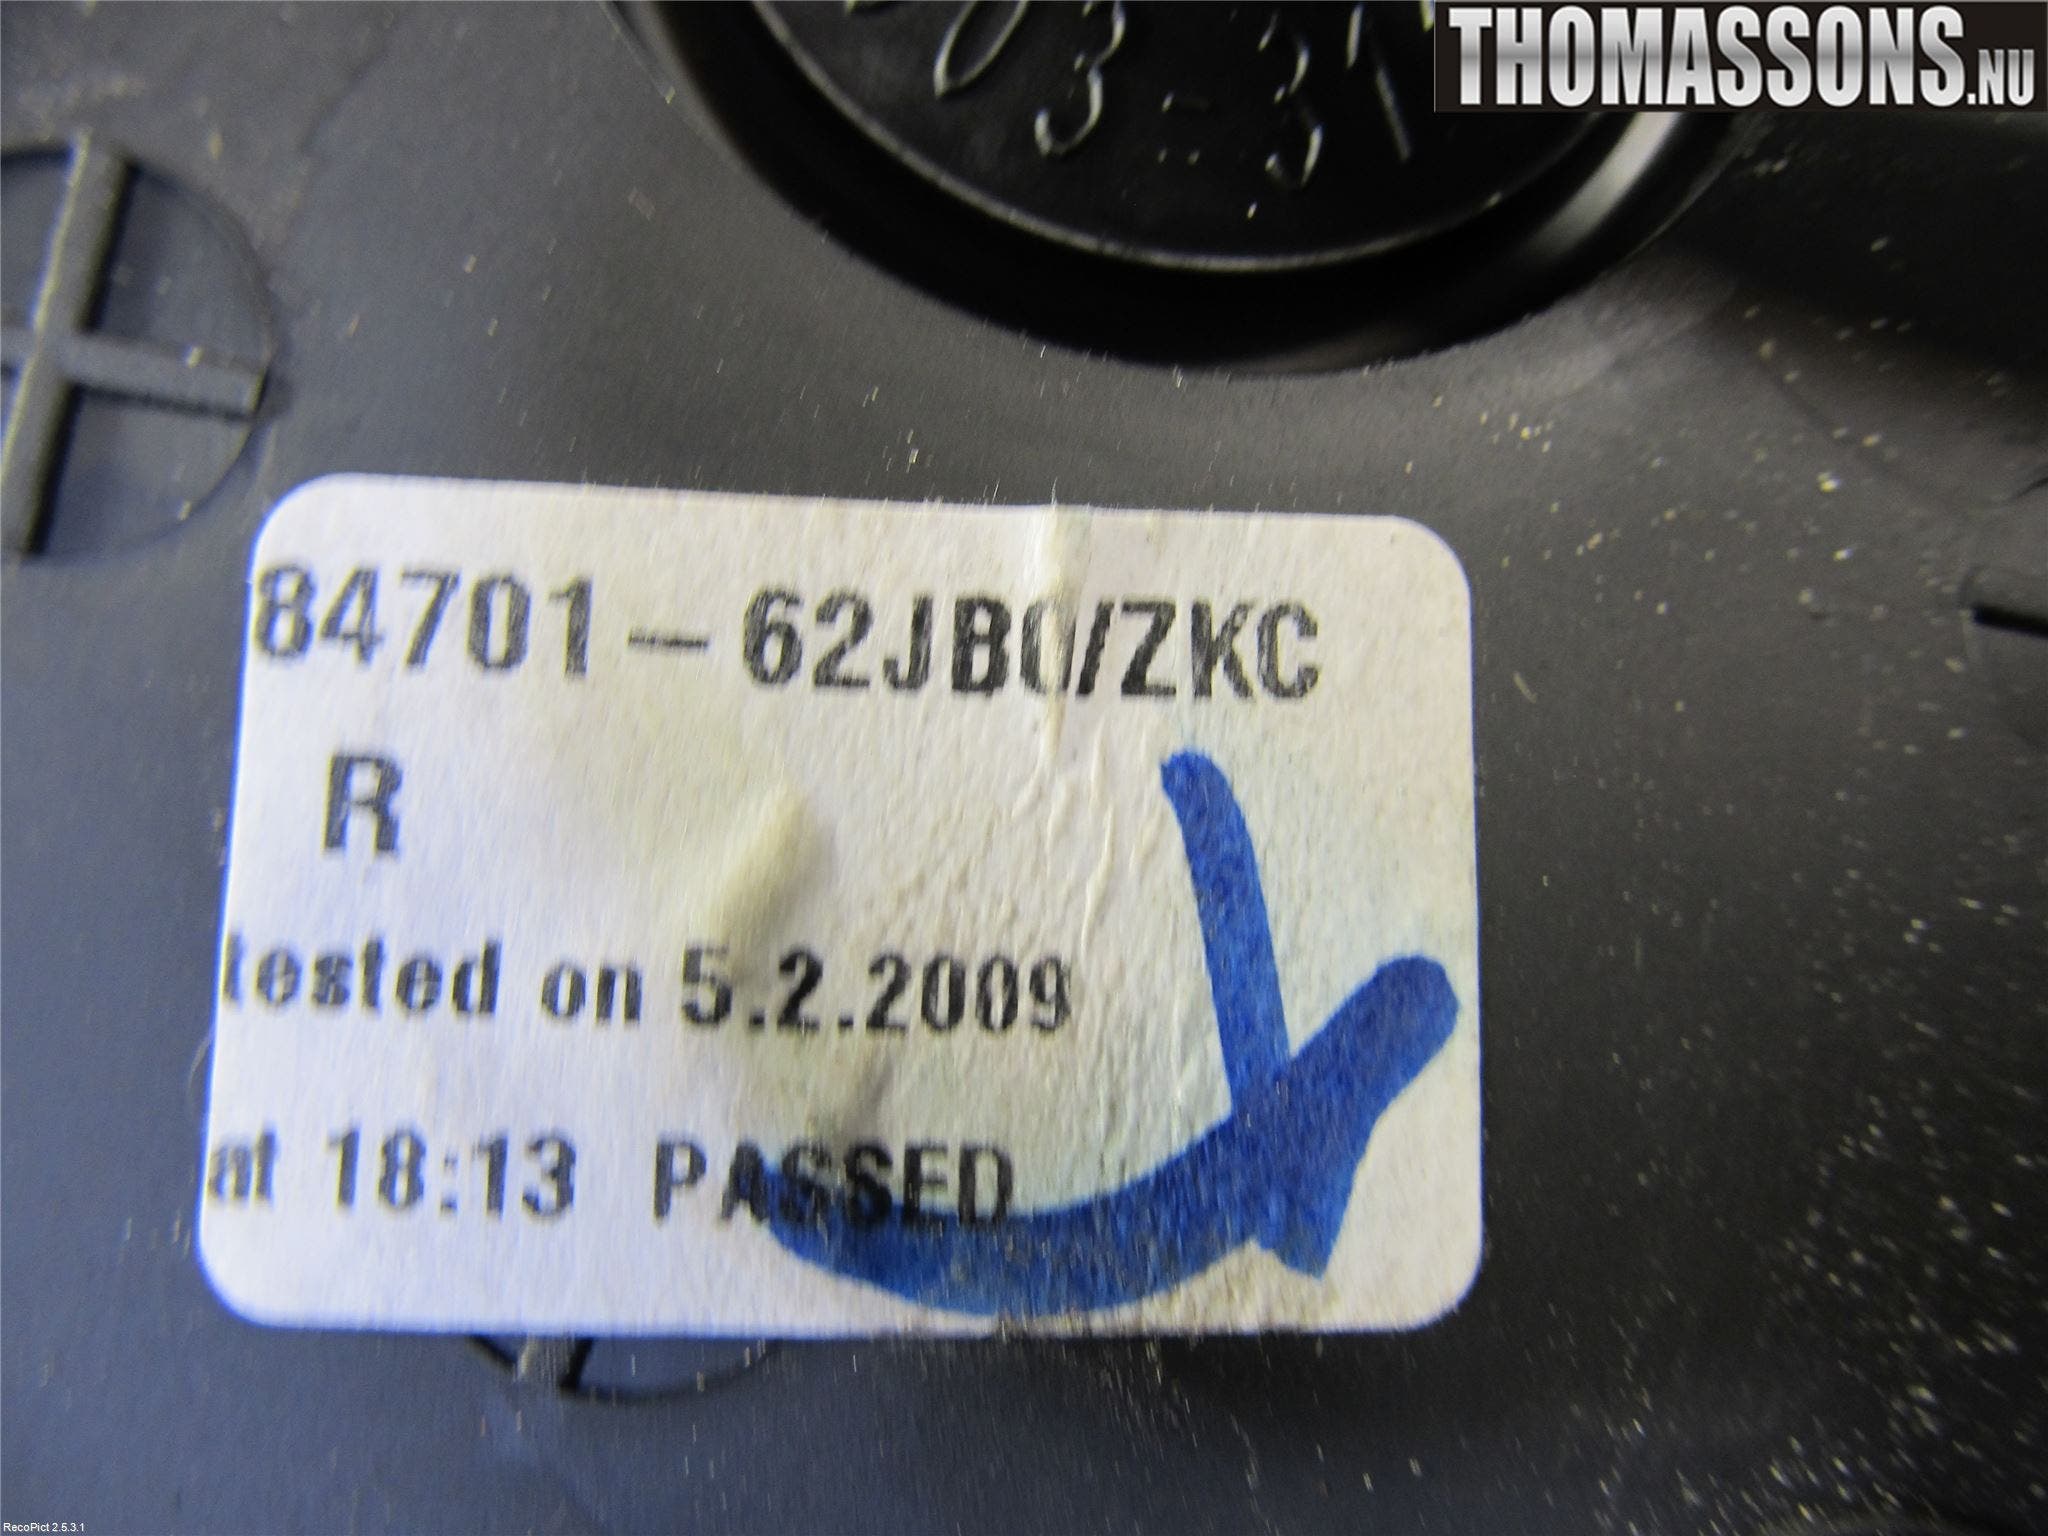 THOMASSONS.NU
84701-62JB0/ZKC
R
tested on 5.2.2009
at 18:13 PASSED
RecoPict 2.5.3.1